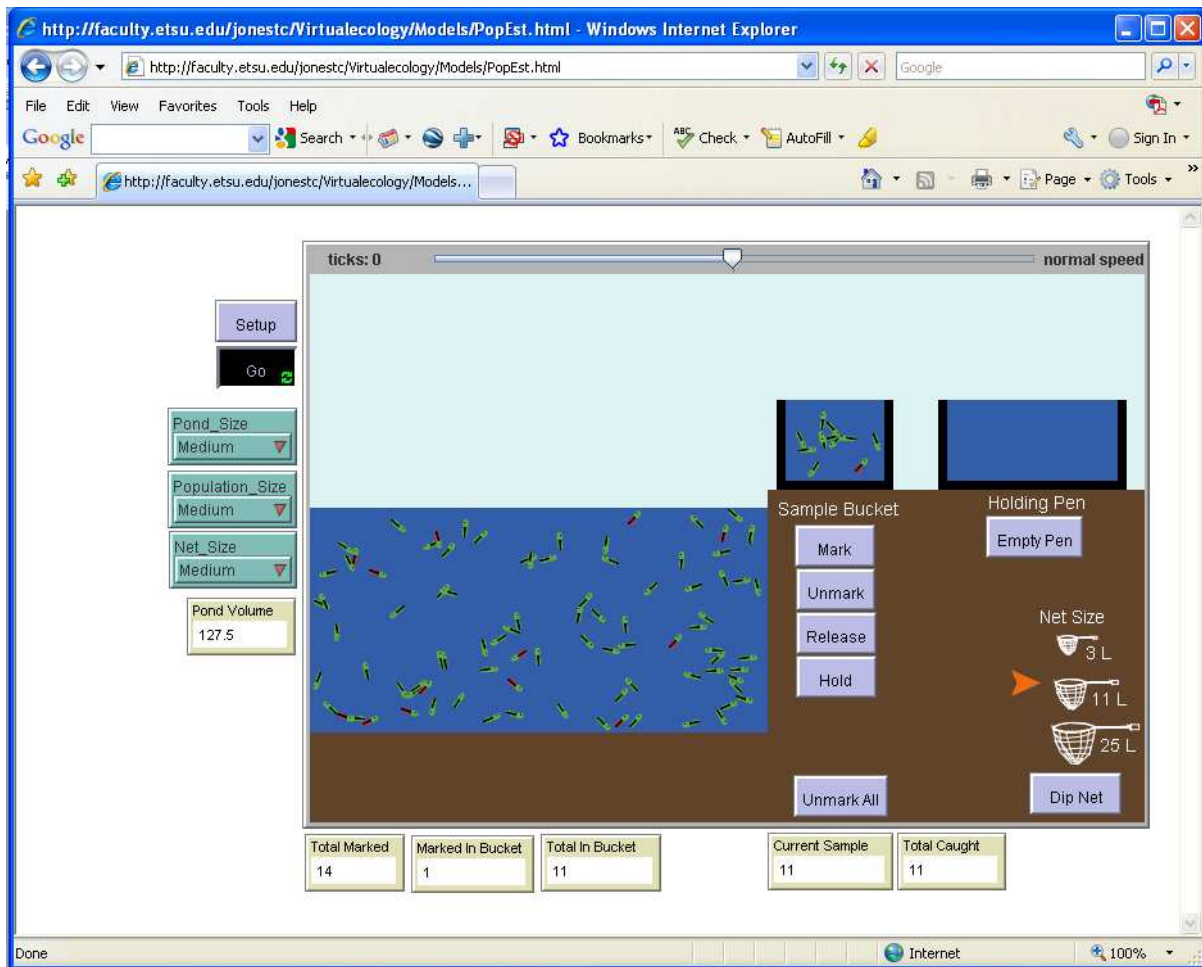 http://faculty.etsu.edu/jonestc/Virtualecology/Models/PopEst.html - Windows Internet Explorer
http://faculty.etsu.edu/jonestc/Virtualecology/Models/PopEst.html
Google
File Edit View Favorites Tools Help
Google Search Bookmarks ABC Check AutoFill Sign In
http://faculty.etsu.edu/jonestc/Virtualecology/Models... Page Tools »
ticks: 0 normal speed
Setup
Go
Pond_Size
Medium
Population_Size
Medium
Net_Size
Medium
Pond Volume
127.5
Sample Bucket
Mark
Unmark
Release
Hold
Unmark All
Holding Pen
Empty Pen
Net Size
3 L
11 L
25 L
Dip Net
Total Marked
14
Marked In Bucket
1
Total In Bucket
11
Current Sample
11
Total Caught
11
Done Internet 100%